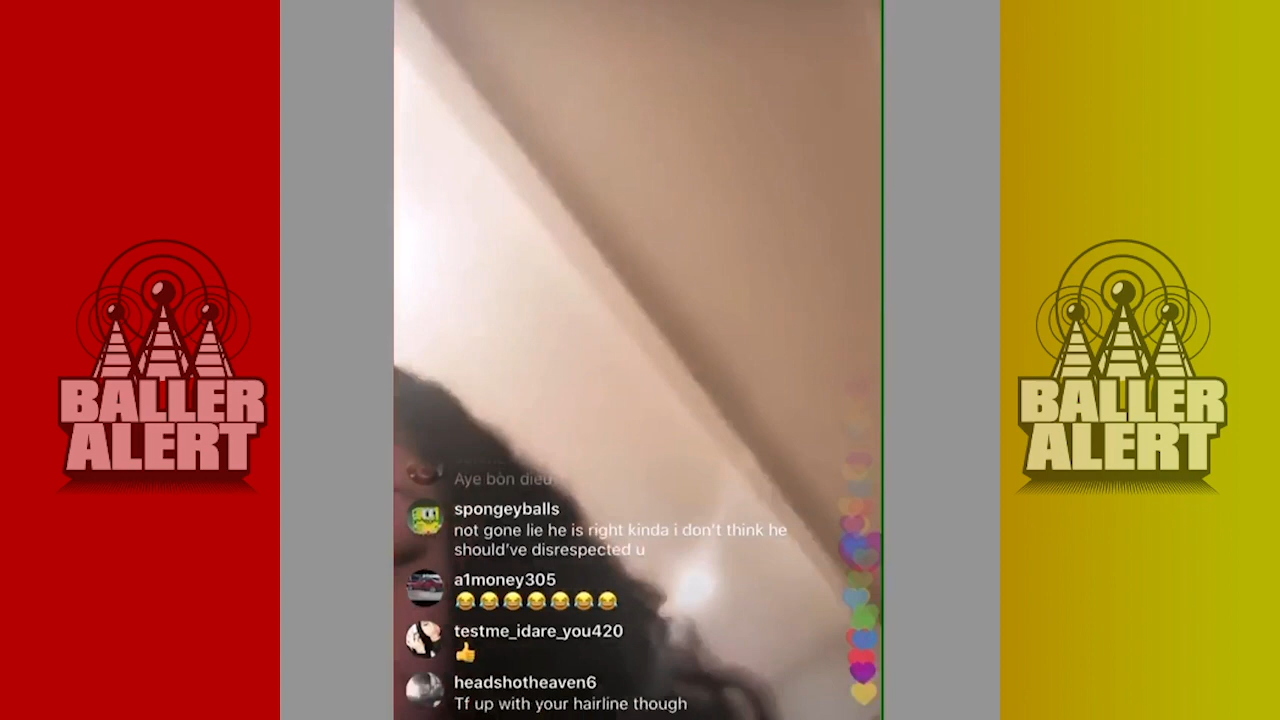 BALLER
ALERT
Aye bòn dieu
spongeyballs
not gone lie he is right kinda i don't think he
should've disrespected u
a1money305
😂😂😂😂😂😂😂
testme_idare_you420
👍
headshotheaven6
Tf up with your hairline though
BALLER
ALERT